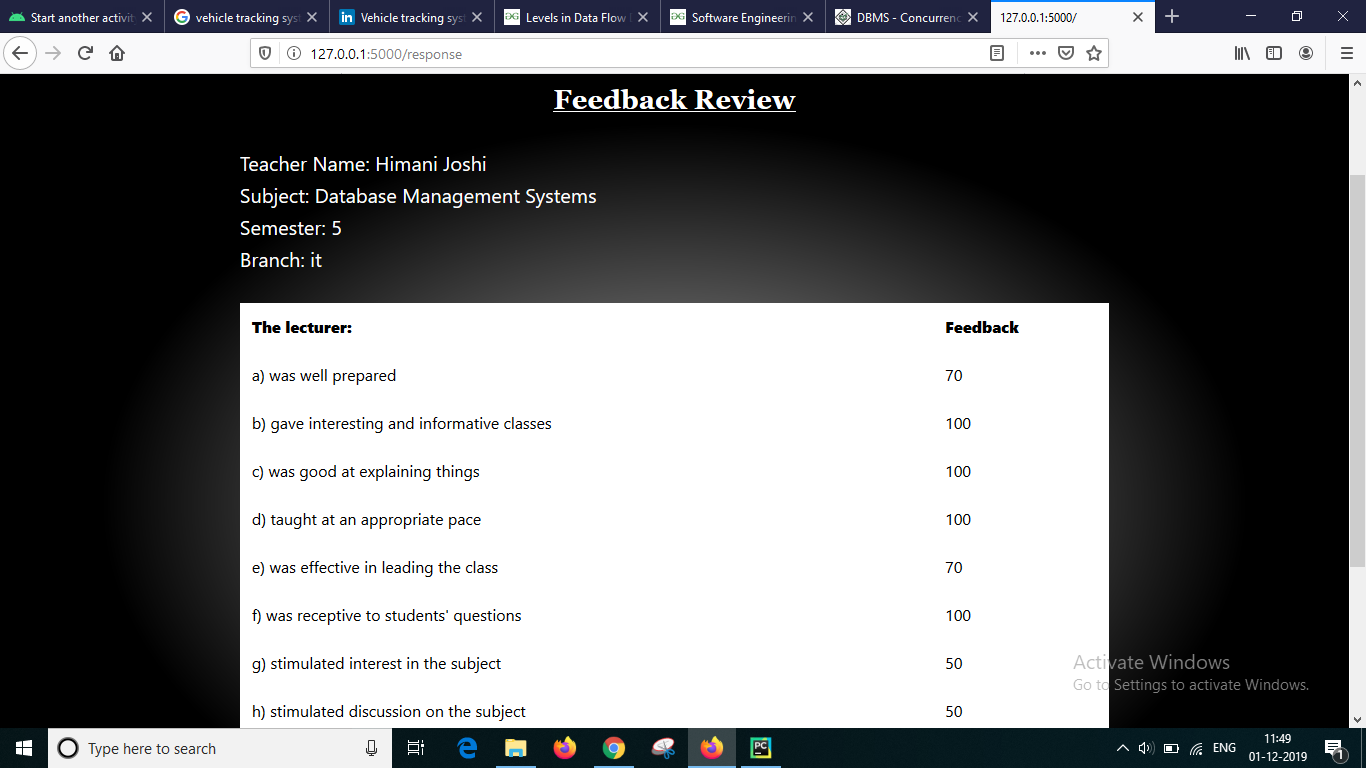 Start another activit
vehicle tracking sys
Vehicle tracking sys
Levels in Data Flow
Software Engineerin
DBMS - Concurrenc
127.0.0.1:5000/
127.0.0.1:5000/response
Feedback Review
Teacher Name: Himani Joshi
Subject: Database Management Systems
Semester: 5
Branch: it
The lecturer: Feedback
a) was well prepared 70
b) gave interesting and informative classes 100
c) was good at explaining things 100
d) taught at an appropriate pace 100
e) was effective in leading the class 70
f) was receptive to students' questions 100
g) stimulated interest in the subject 50
h) stimulated discussion on the subject 50
Activate Windows
Go to Settings to activate Windows.
Type here to search
PC
ENG
11:49
01-12-2019
1